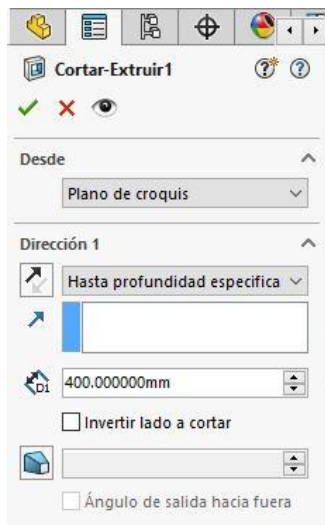 Cortar-Extruir1
Desde
Plano de croquis
Dirección 1
Hasta profundidad especifica
D1
400.000000mm
Invertir lado a cortar
Ángulo de salida hacia fuera